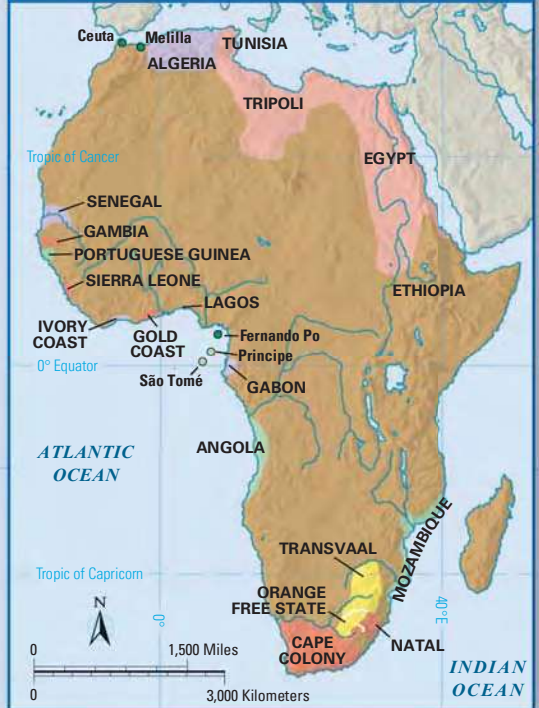 Ceuta
Melilla
TUNISIA
ALGERIA
TRIPOLI
Tropic of Cancer
EGYPT
SENEGAL
GAMBIA
PORTUGUESE GUINEA
SIERRA LEONE
ETHIOPIA
LAGOS
IVORY
COAST
GOLD
COAST
Fernando Po
Principe
0° Equator
São Tomé
GABON
ATLANTIC
OCEAN
ANGOLA
MOZAMBIQUE
TRANSVAAL
Tropic of Capricorn
ORANGE
FREE STATE
N
0°
40°E
CAPE
COLONY
NATAL
0
1,500 Miles
0
3,000 Kilometers
INDIAN
OCEAN